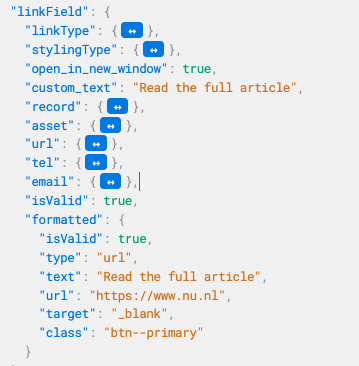 "linkField": {
"linkType": { ↔ },
"stylingType": { ↔ },
"open_in_new_window": true,
"custom_text": "Read the full article",
"record": { ↔ },
"asset": { ↔ },
"url": { ↔ },
"tel": { ↔ },
"email": { ↔ },
"isValid": true,
"formatted": {
"isValid": true,
"type": "url",
"text": "Read the full article",
"url": "https://www.nu.nl",
"target": "_blank",
"class": "btn--primary"
}